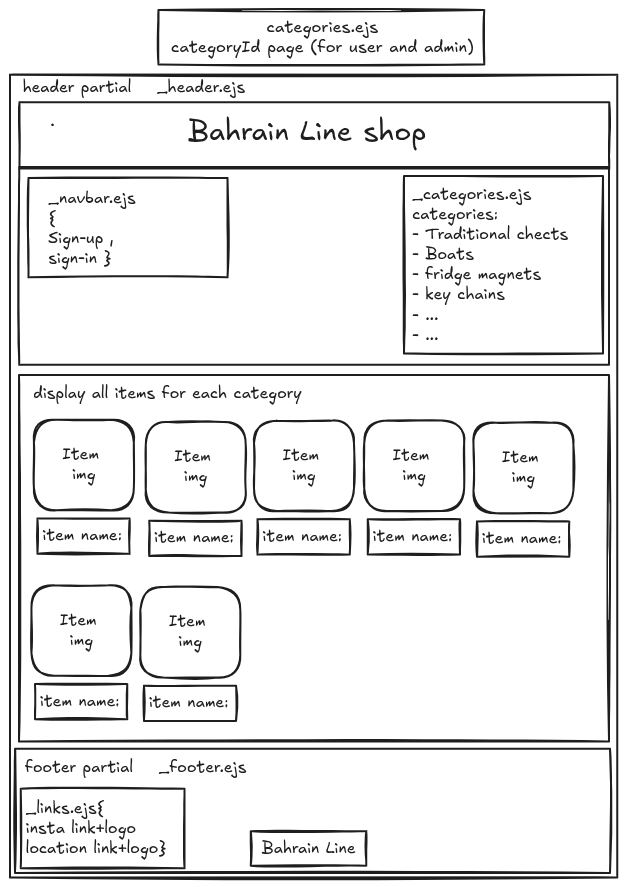 categories.ejs
categoryId page (for user and admin)
header partial _header.ejs
Bahrain Line shop
_navbar.ejs
{
Sign-up ,
sign-in }
_categories.ejs
categories:
- Traditional chects
- Boats
- fridge magnets
- key chains
- ...
- ...
display all items for each category
Item
img
Item
img
Item
img
Item
img
Item
img
item name:
item name:
item name:
item name:
item name:
Item
img
Item
img
item name:
item name:
footer partial _footer.ejs
_links.ejs{
insta link+logo
location link+logo}
Bahrain Line